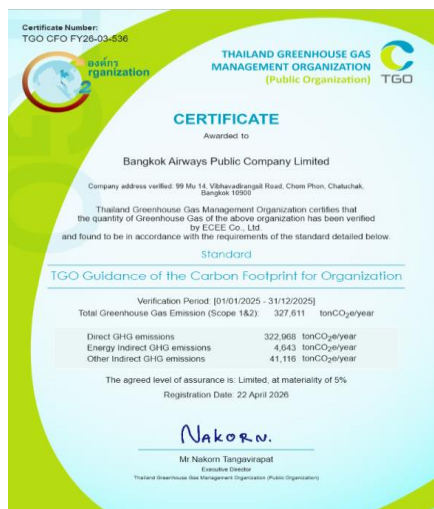 Certificate Number:
TGO CFO FY26-03-536
องค์กร
rganization
2
THAILAND GREENHOUSE GAS
MANAGEMENT ORGANIZATION
(Public Organization)
TGO
CERTIFICATE
Awarded to
Bangkok Airways Public Company Limited
Company address verified: 99 Mu 14, Vibhavadirangsit Road, Chom Phon, Chatuchak,
Bangkok 10900
Thailand Greenhouse Gas Management Organization certifies that
the quantity of Greenhouse Gas of the above organization has been verified
by ECEE Co., Ltd.
and found to be in accordance with the requirements of the standard detailed below.
Standard
TGO Guidance of the Carbon Footprint for Organization
Verification Period: [01/01/2025 - 31/12/2025]
Total Greenhouse Gas Emission (Scope 1&2): 327,611 tonCO2e/year
Direct GHG emissions 322,968 tonCO2e/year
Energy Indirect GHG emissions 4,643 tonCO2e/year
Other Indirect GHG emissions 41,116 tonCO2e/year
The agreed level of assurance is: Limited, at materiality of 5%
Registration Date: 22 April 2026
NAKORN.
Mr.Nakorn Tangavirapat
Executive Director
Thailand Greenhouse Gas Management Organization (Public Organization)